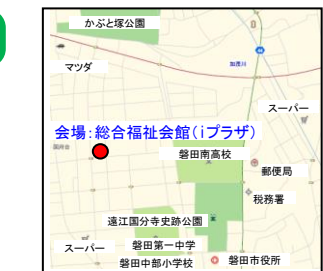 かぶと塚公園
マツダ
加茂川
スーパー
会場:総合福祉会館(iプラザ)
磐田南高校
郵便局
税務署
遠江国分寺史跡公園
スーパー
磐田第一中学
磐田中部小学校
磐田市役所